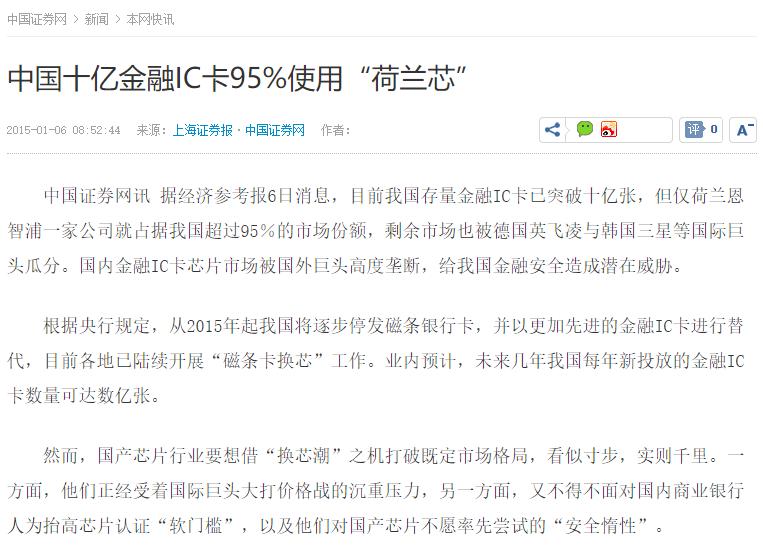 中国证券网 > 新闻 > 本网快讯
中国十亿金融IC卡95%使用“荷兰芯”
2015-01-06 08:52:44 来源：上海证券报·中国证券网 作者：
评 0
A-
中国证券网讯 据经济参考报6日消息，目前我国存量金融IC卡已突破十亿张，但仅荷兰恩
智浦一家公司就占据我国超过95%的市场份额，剩余市场也被德国英飞凌与韩国三星等国际巨
头瓜分。国内金融IC卡芯片市场被国外巨头高度垄断，给我国金融安全造成潜在威胁。
根据央行规定，从2015年起我国将逐步停发磁条银行卡，并以更加先进的金融IC卡进行替
代，目前各地已陆续开展“磁条卡换芯”工作。业内预计，未来几年我国每年新投放的金融IC
卡数量可达数亿张。
然而，国产芯片行业要想借“换芯潮”之机打破既定市场格局，看似寸步，实则千里。一
方面，他们正经受着国际巨头大打价格战的沉重压力，另一方面，又不得不面对国内商业银行
人为抬高芯片认证“软门槛”，以及他们对国产芯片不愿率先尝试的“安全惰性”。